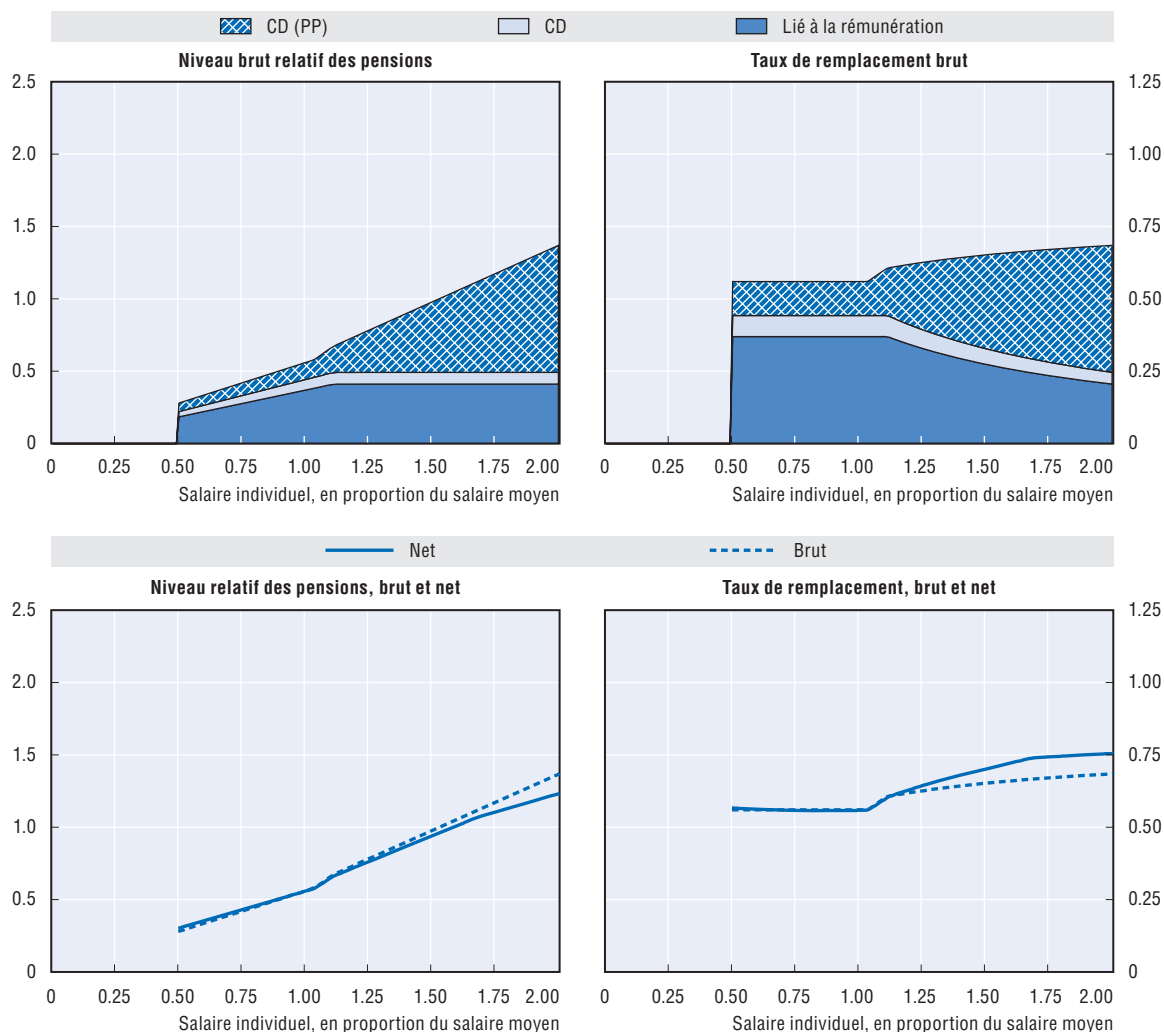 CD (PP) CD Lié à la rémunération
Niveau brut relatif des pensions
2.5
2.0
1.5
1.0
0.5
0
0 0.25 0.50 0.75 1.00 1.25 1.50 1.75 2.00
Salaire individuel, en proportion du salaire moyen
Taux de remplacement brut
1.25
1.00
0.75
0.50
0.25
0
0 0.25 0.50 0.75 1.00 1.25 1.50 1.75 2.00
Salaire individuel, en proportion du salaire moyen
Net Brut
Niveau relatif des pensions, brut et net
2.5
2.0
1.5
1.0
0.5
0
0 0.25 0.50 0.75 1.00 1.25 1.50 1.75 2.00
Salaire individuel, en proportion du salaire moyen
Taux de remplacement, brut et net
1.25
1.00
0.75
0.50
0.25
0
0 0.25 0.50 0.75 1.00 1.25 1.50 1.75 2.00
Salaire individuel, en proportion du salaire moyen